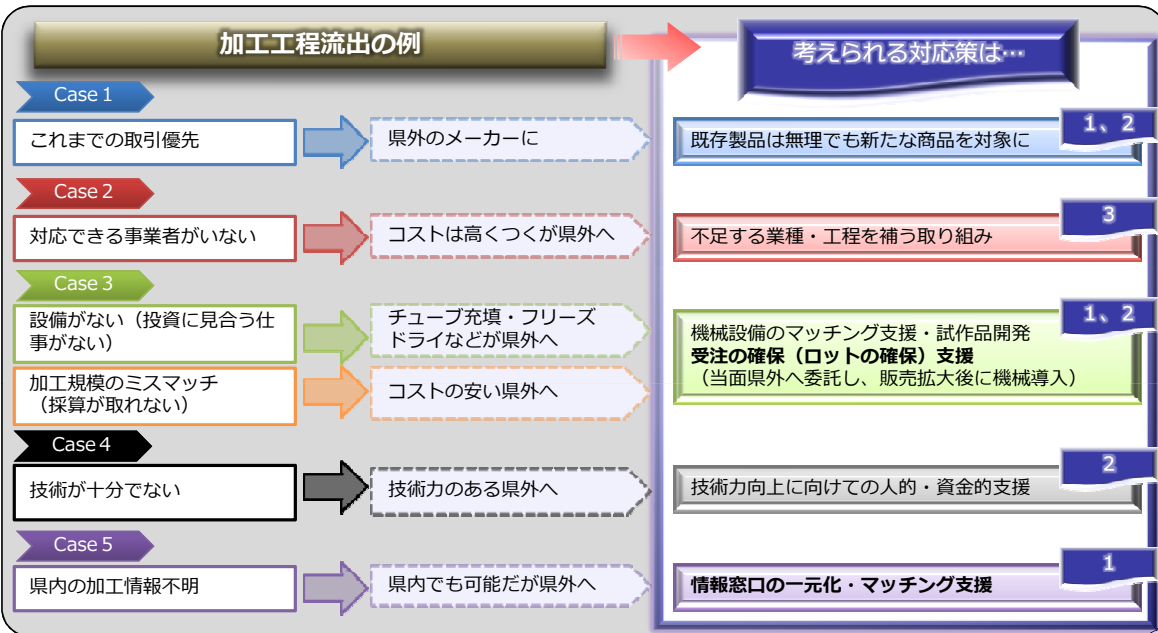 加工工程流出の例
考えられる対応策は…
Case 1
これまでの取引優先
県外のメーカーに
既存製品は無理でも新たな商品を対象に
1、2
Case 2
対応できる事業者がいない
コストは高くつくが県外へ
不足する業種・工程を補う取り組み
3
Case 3
設備がない（投資に見合う仕
事がない）
チューブ充填・フリーズ
ドライなどが県外へ
加工規模のミスマッチ
（採算が取れない）
コストの安い県外へ
機械設備のマッチング支援・試作品開発
受注の確保（ロットの確保）支援
（当面県外へ委託し、販売拡大後に機械導入）
1、2
Case 4
技術が十分でない
技術力のある県外へ
技術力向上に向けての人的・資金的支援
2
Case 5
県内の加工情報不明
県内でも可能だが県外へ
情報窓口の一元化・マッチング支援
1